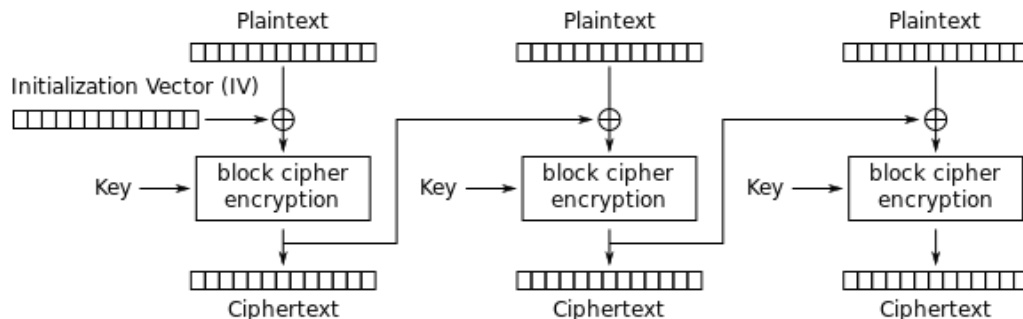 Plaintext
Plaintext
Plaintext
Initialization Vector (IV)
Key
block cipher
encryption
Key
block cipher
encryption
Key
block cipher
encryption
Ciphertext
Ciphertext
Ciphertext